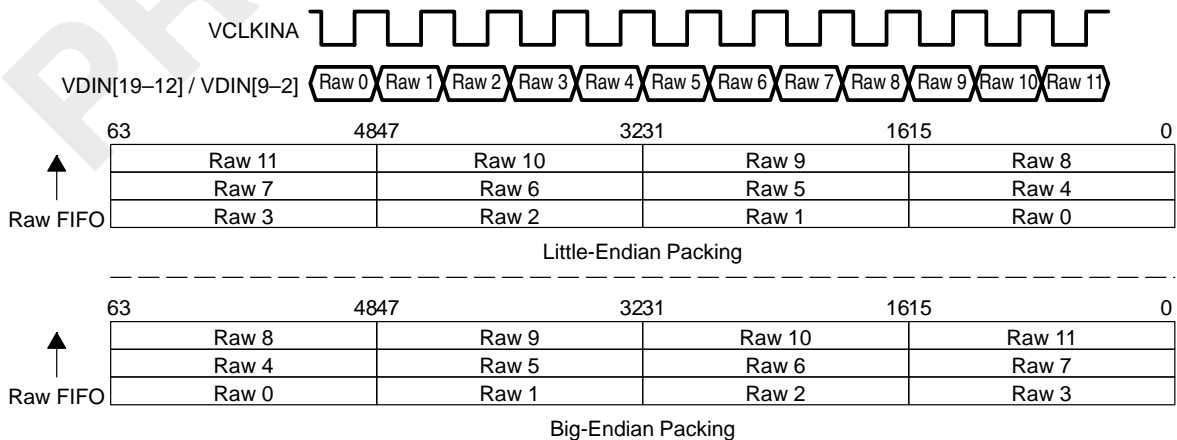 VCLKINA
VDIN[19–12] / VDIN[9–2] Raw 0 Raw 1 Raw 2 Raw 3 Raw 4 Raw 5 Raw 6 Raw 7 Raw 8 Raw 9 Raw 10 Raw 11
63 4847 3231 1615 0
Raw 11 Raw 10 Raw 9 Raw 8
Raw 7 Raw 6 Raw 5 Raw 4
Raw FIFO Raw 3 Raw 2 Raw 1 Raw 0
Little-Endian Packing
63 4847 3231 1615 0
Raw 8 Raw 9 Raw 10 Raw 11
Raw 4 Raw 5 Raw 6 Raw 7
Raw FIFO Raw 0 Raw 1 Raw 2 Raw 3
Big-Endian Packing